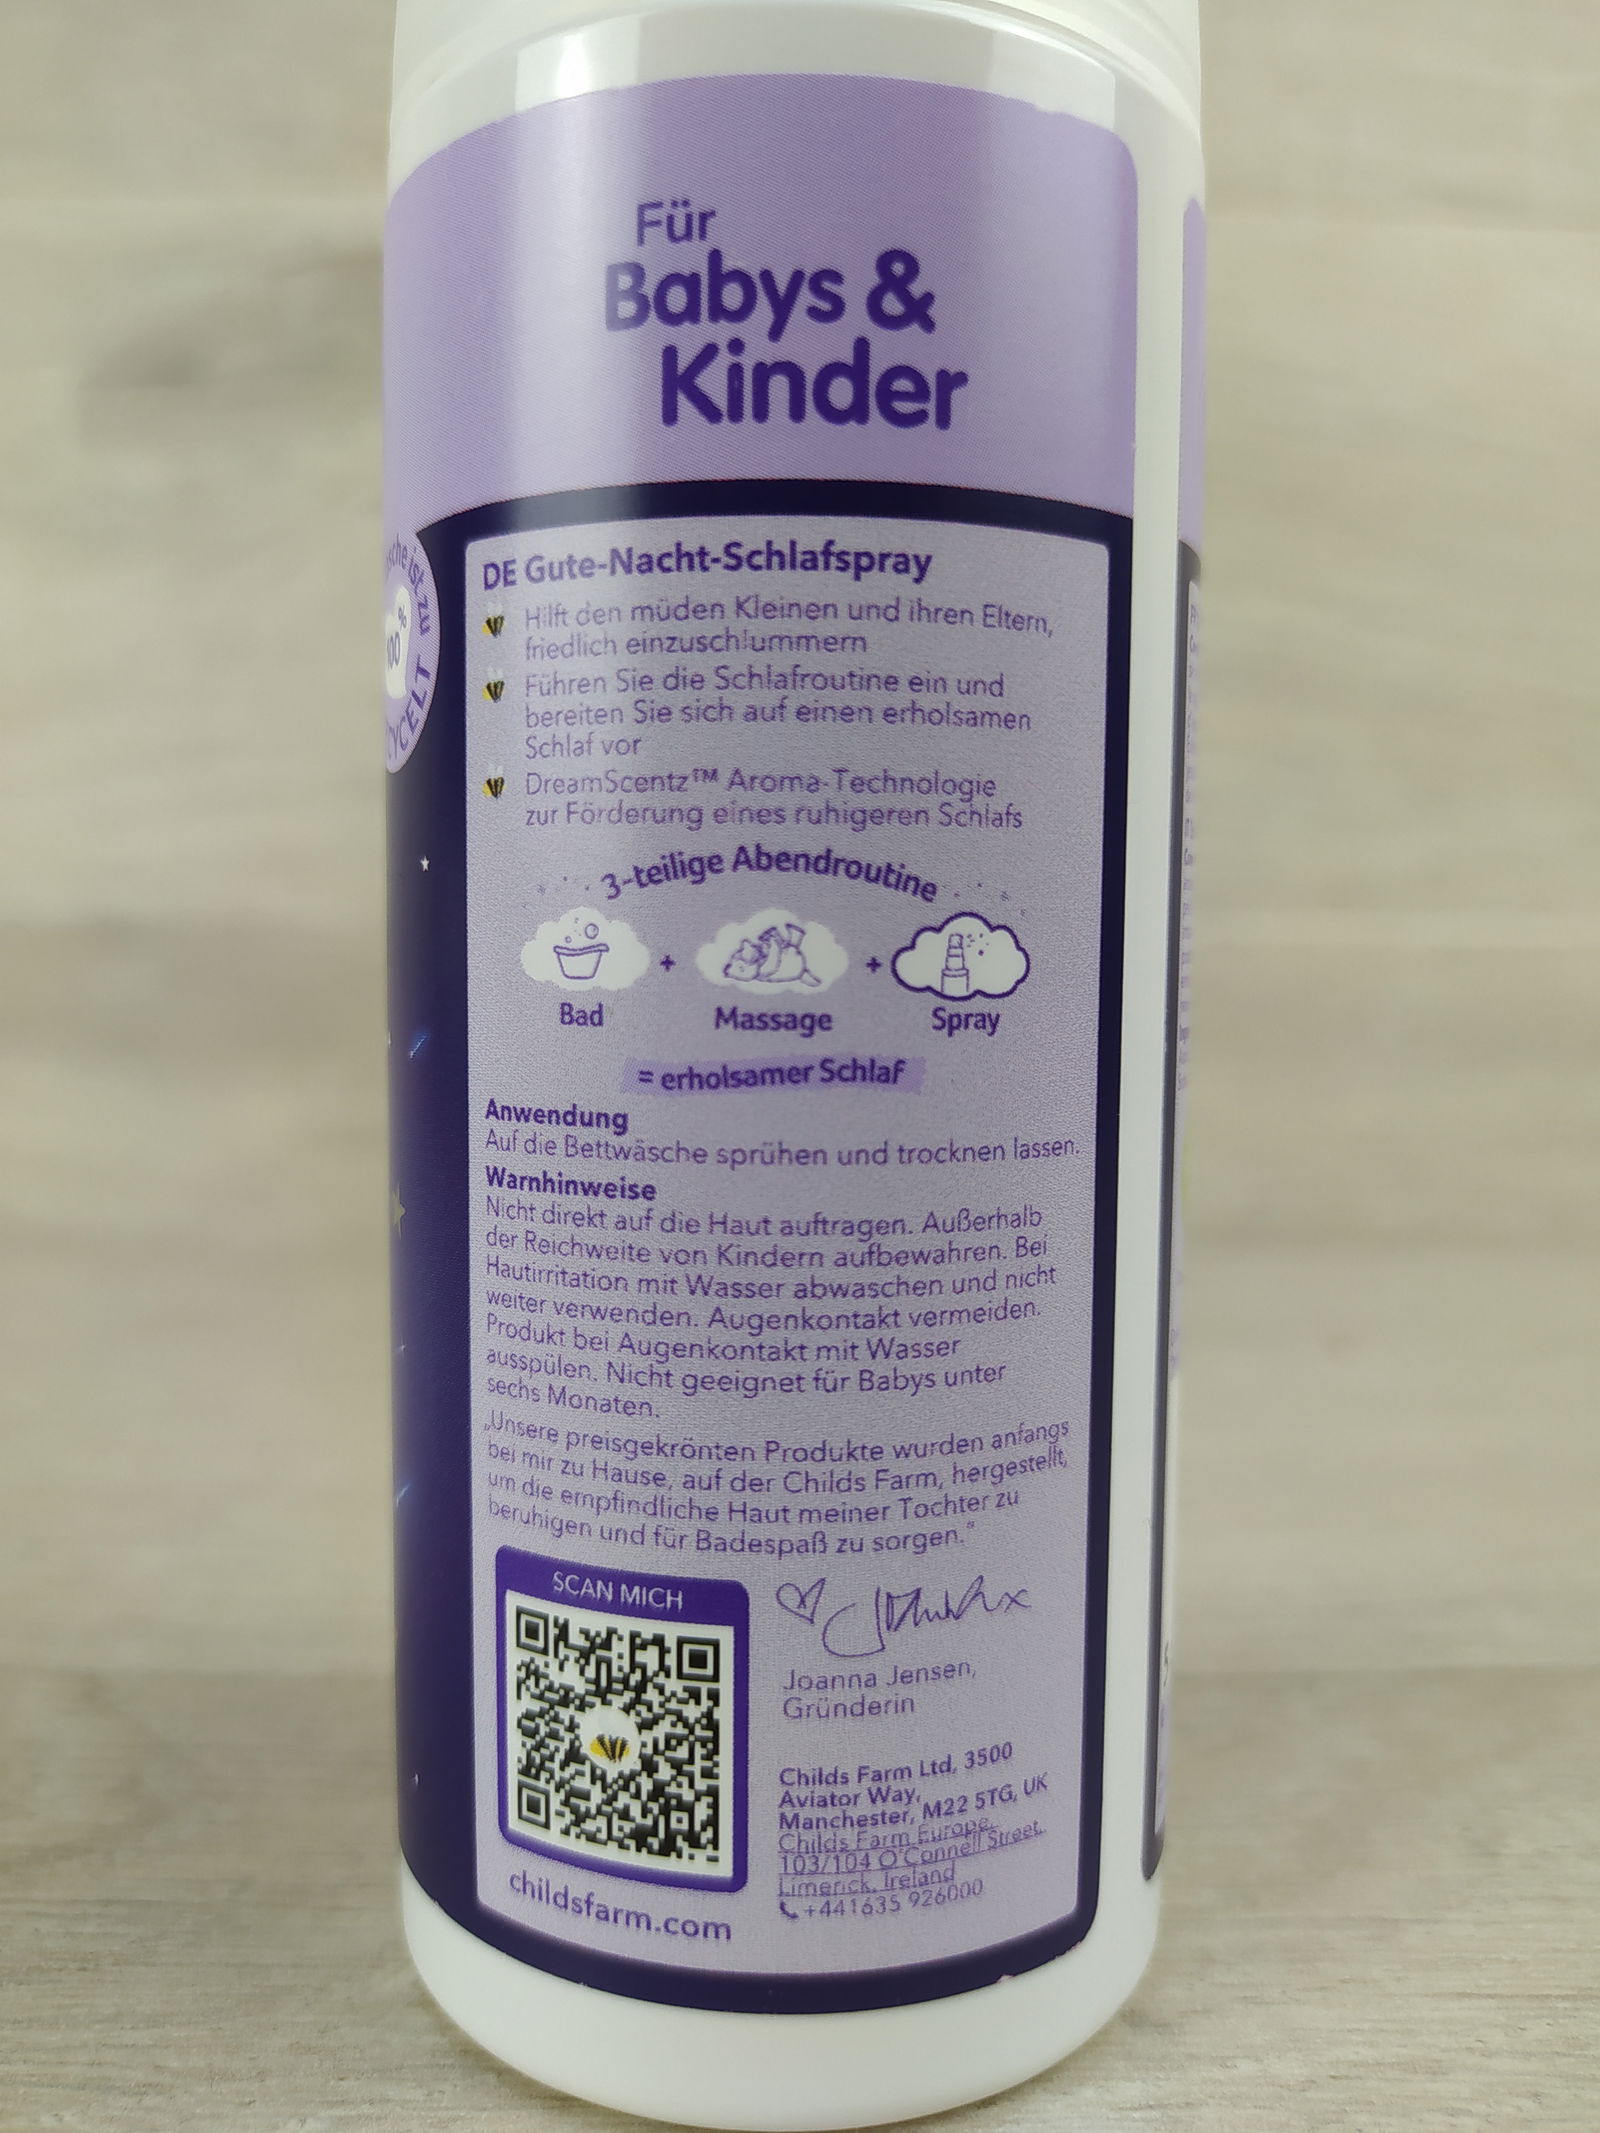 Für
Babys &
Kinder
DE Gute-Nacht-Schlafspray
Hilft den müden Kleinen und ihren Eltern,
friedlich einzuschlummern
Führen Sie die Schlafroutine ein und
bereiten Sie sich auf einen erholsamen
Schlaf vor
DreamScentz™ Aroma-Technologie
zur Förderung eines ruhigeren Schlafs
3-teilige Abendroutine
Bad + Massage + Spray
= erholsamer Schlaf
Anwendung
Auf die Bettwäsche sprühen und trocknen lassen.
Warnhinweise
Nicht direkt auf die Haut auftragen. Außerhalb
der Reichweite von Kindern aufbewahren. Bei
Hautirritation mit Wasser abwaschen und nicht
weiter verwenden. Augenkontakt vermeiden.
Produkt bei Augenkontakt mit Wasser
ausspülen. Nicht geeignet für Babys unter
sechs Monaten.
„Unsere preisgekrönten Produkte wurden anfangs
bei mir zu Hause, auf der Childs Farm, hergestellt,
um die empfindliche Haut meiner Tochter zu
beruhigen und für Badespaß zu sorgen.“
SCAN MICH
childsfarm.com
Joanna Jensen,
Gründerin
Childs Farm Ltd, 3500
Aviator Way,
Manchester, M22 5TG, UK
Childs Farm Europe,
103/104 O'Connell Street,
Limerick, Ireland
+441635 926000
ist zu
%